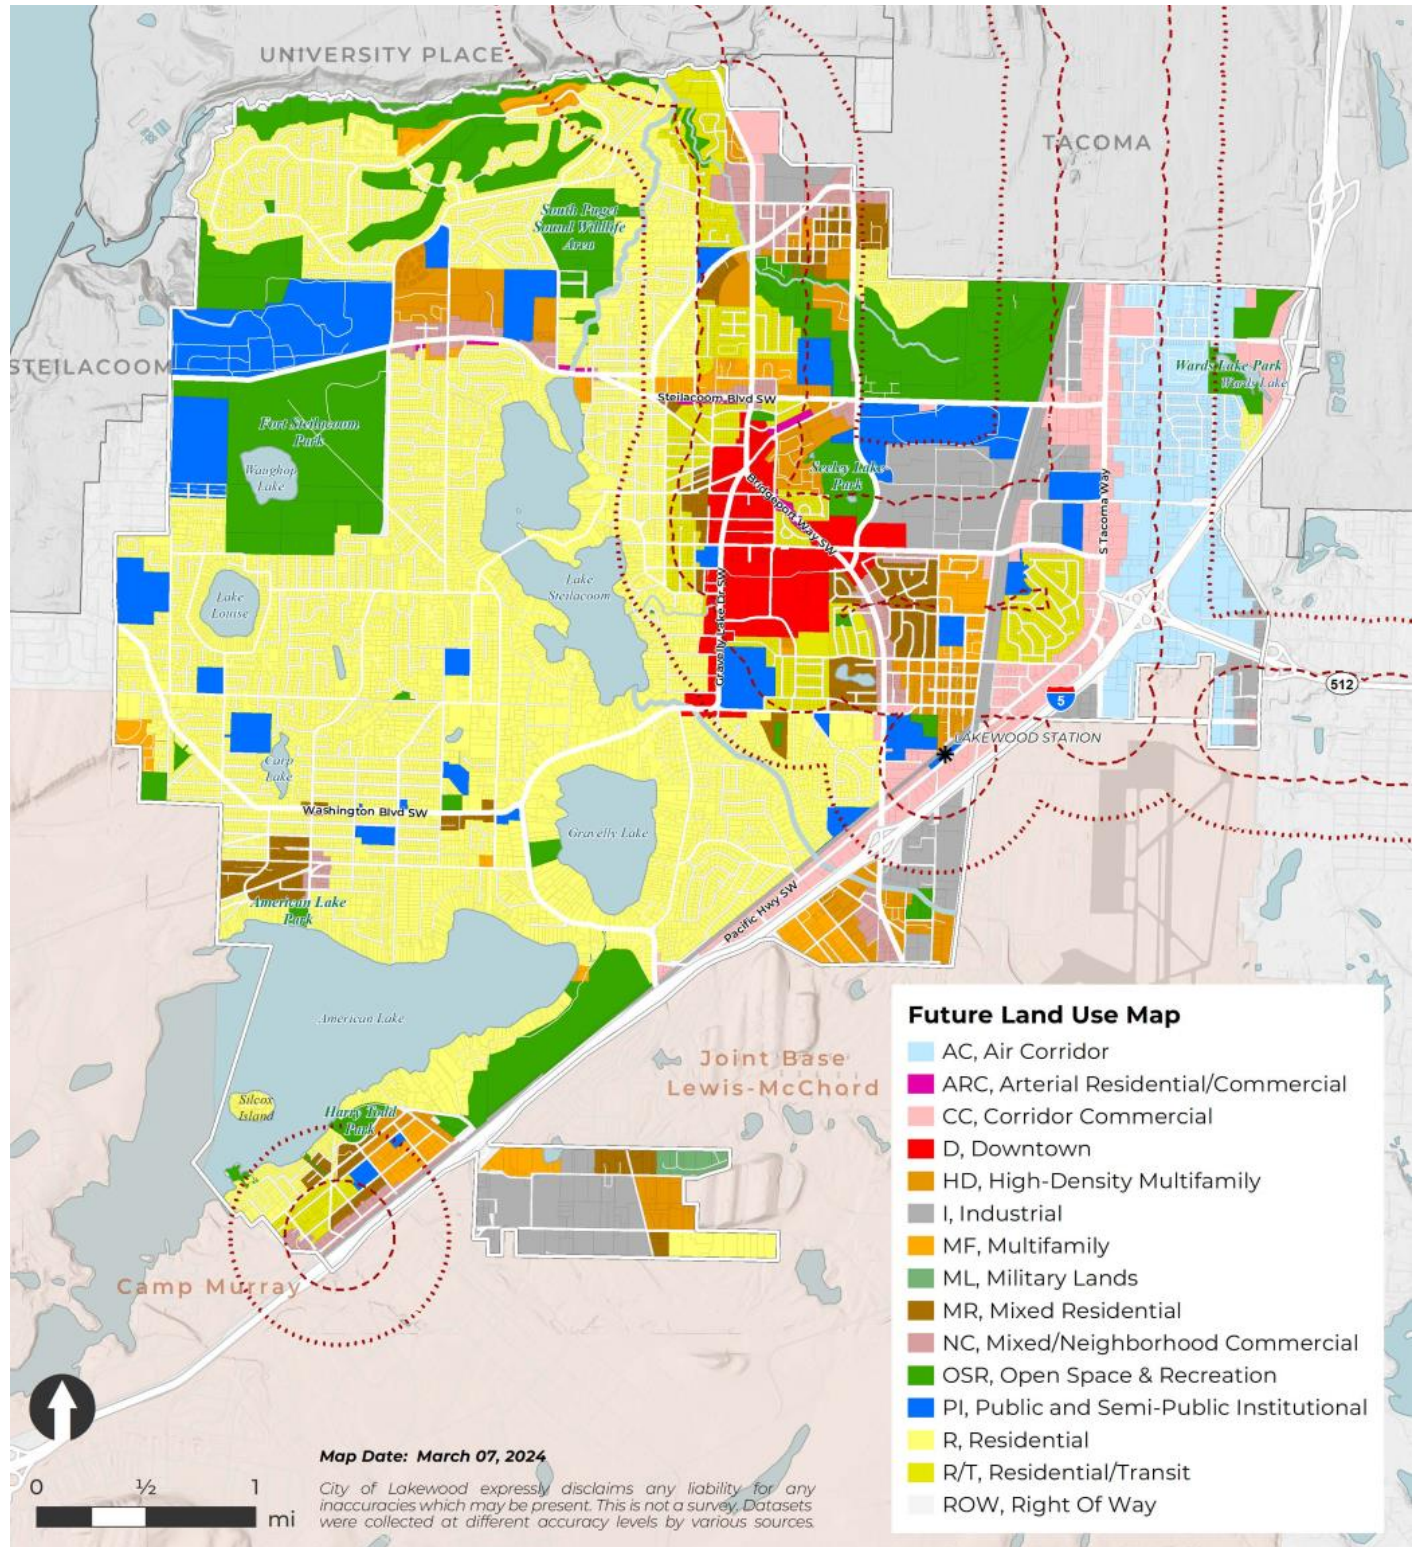 UNIVERSITY PLACE
TACOMA
South Puget
Sound Wildlife
Area
STEILACOOM
Wards Lake Park
Wards Lake
Steilacoom Blvd SW
Fort Steilacoom
Park
Waughop
Lake
Seeley Lake
Park
Bridgeport Way SW
S Tacoma Way
Lake
Steilacoom
Lake
Louise
Gravelly Lake Dr SW
512
5
LAKEWOOD STATION
Carp
Lake
Washington Blvd SW
Gravelly Lake
American Lake
Park
Pacific Hwy SW
American Lake
Joint Base
Lewis-McChord
Silcox
Island
Harry Todd
Park
Camp Murray
Future Land Use Map
AC, Air Corridor
ARC, Arterial Residential/Commercial
CC, Corridor Commercial
D, Downtown
HD, High-Density Multifamily
I, Industrial
MF, Multifamily
ML, Military Lands
MR, Mixed Residential
NC, Mixed/Neighborhood Commercial
OSR, Open Space & Recreation
PI, Public and Semi-Public Institutional
R, Residential
R/T, Residential/Transit
ROW, Right Of Way
0 ½ 1
mi
Map Date: March 07, 2024
City of Lakewood expressly disclaims any liability for any
inaccuracies which may be present. This is not a survey. Datasets
were collected at different accuracy levels by various sources.